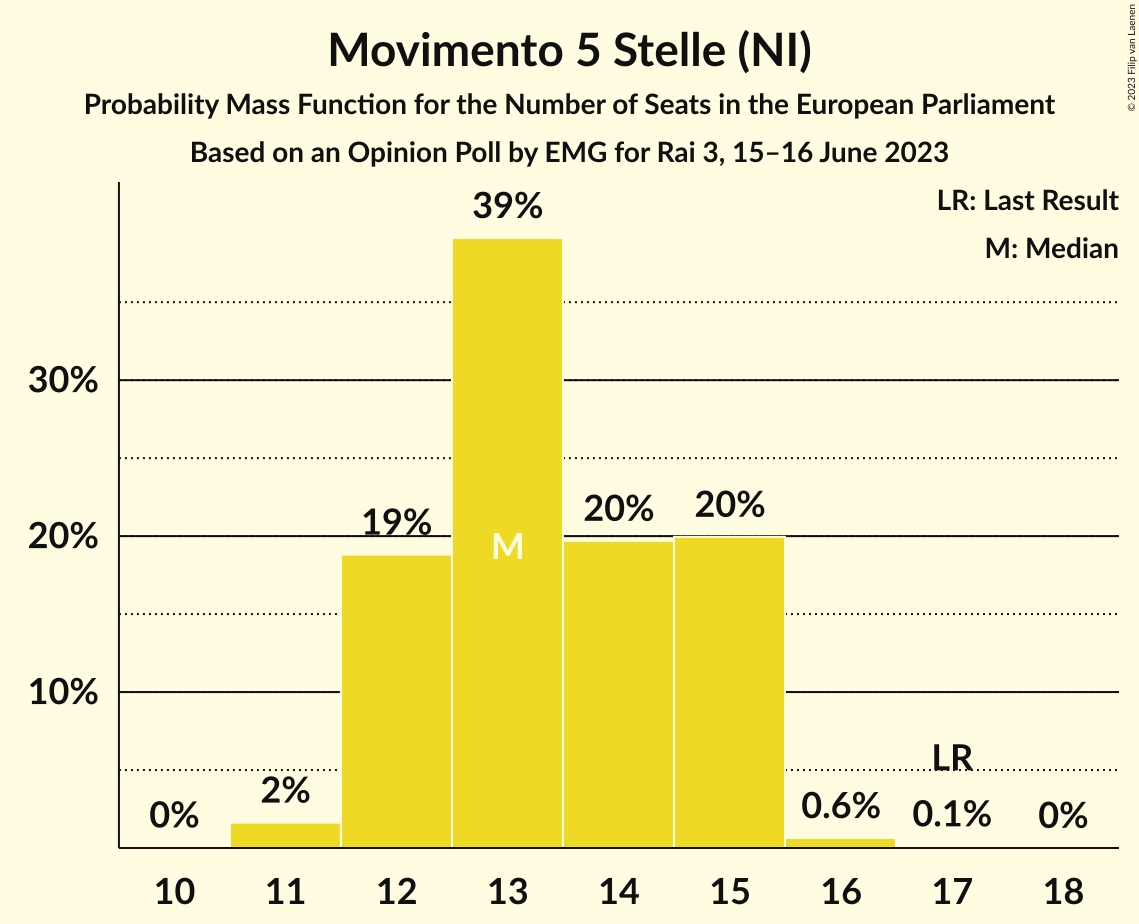 Movimento 5 Stelle (NI)
Probability Mass Function for the Number of Seats in the European Parliament
Based on an Opinion Poll by EMG for Rai 3, 15–16 June 2023
© 2023 Filip van Laenen
LR: Last Result
M: Median
39%
30%
20%
10%
0%
2%
19%
M
20%
20%
0.6%
LR
0.1%
0%
10 11 12 13 14 15 16 17 18